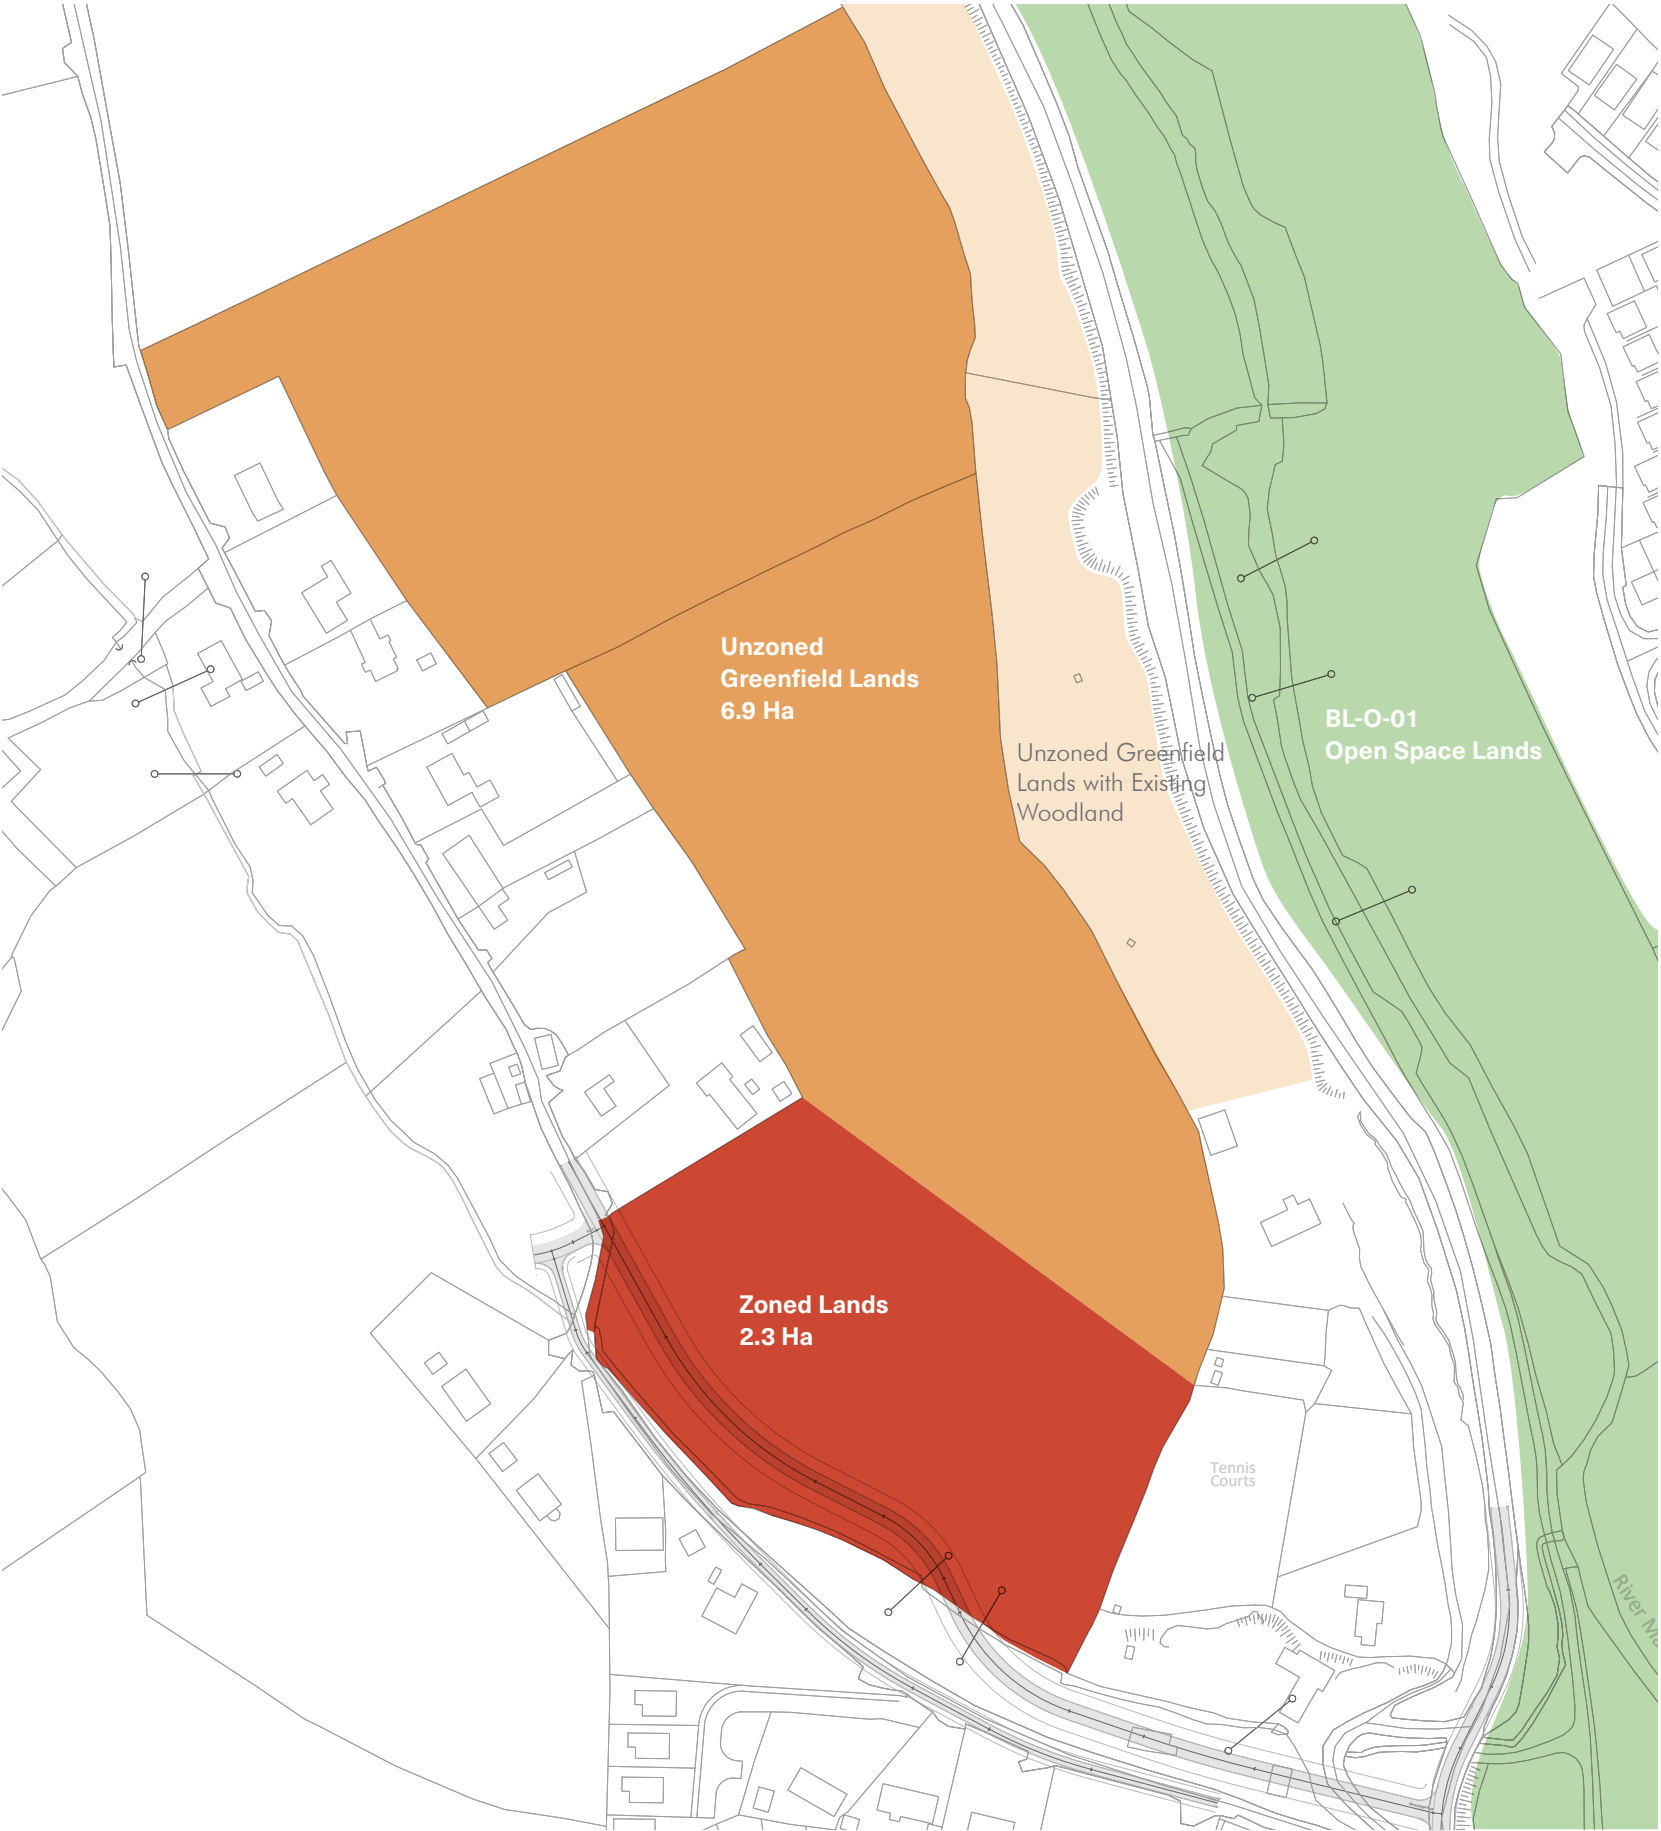 Unzoned
Greenfield Lands
6.9 Ha
BL-O-01
Open Space Lands
Unzoned Greenfield
Lands with Existing
Woodland
Zoned Lands
2.3 Ha
Tennis
Courts
River